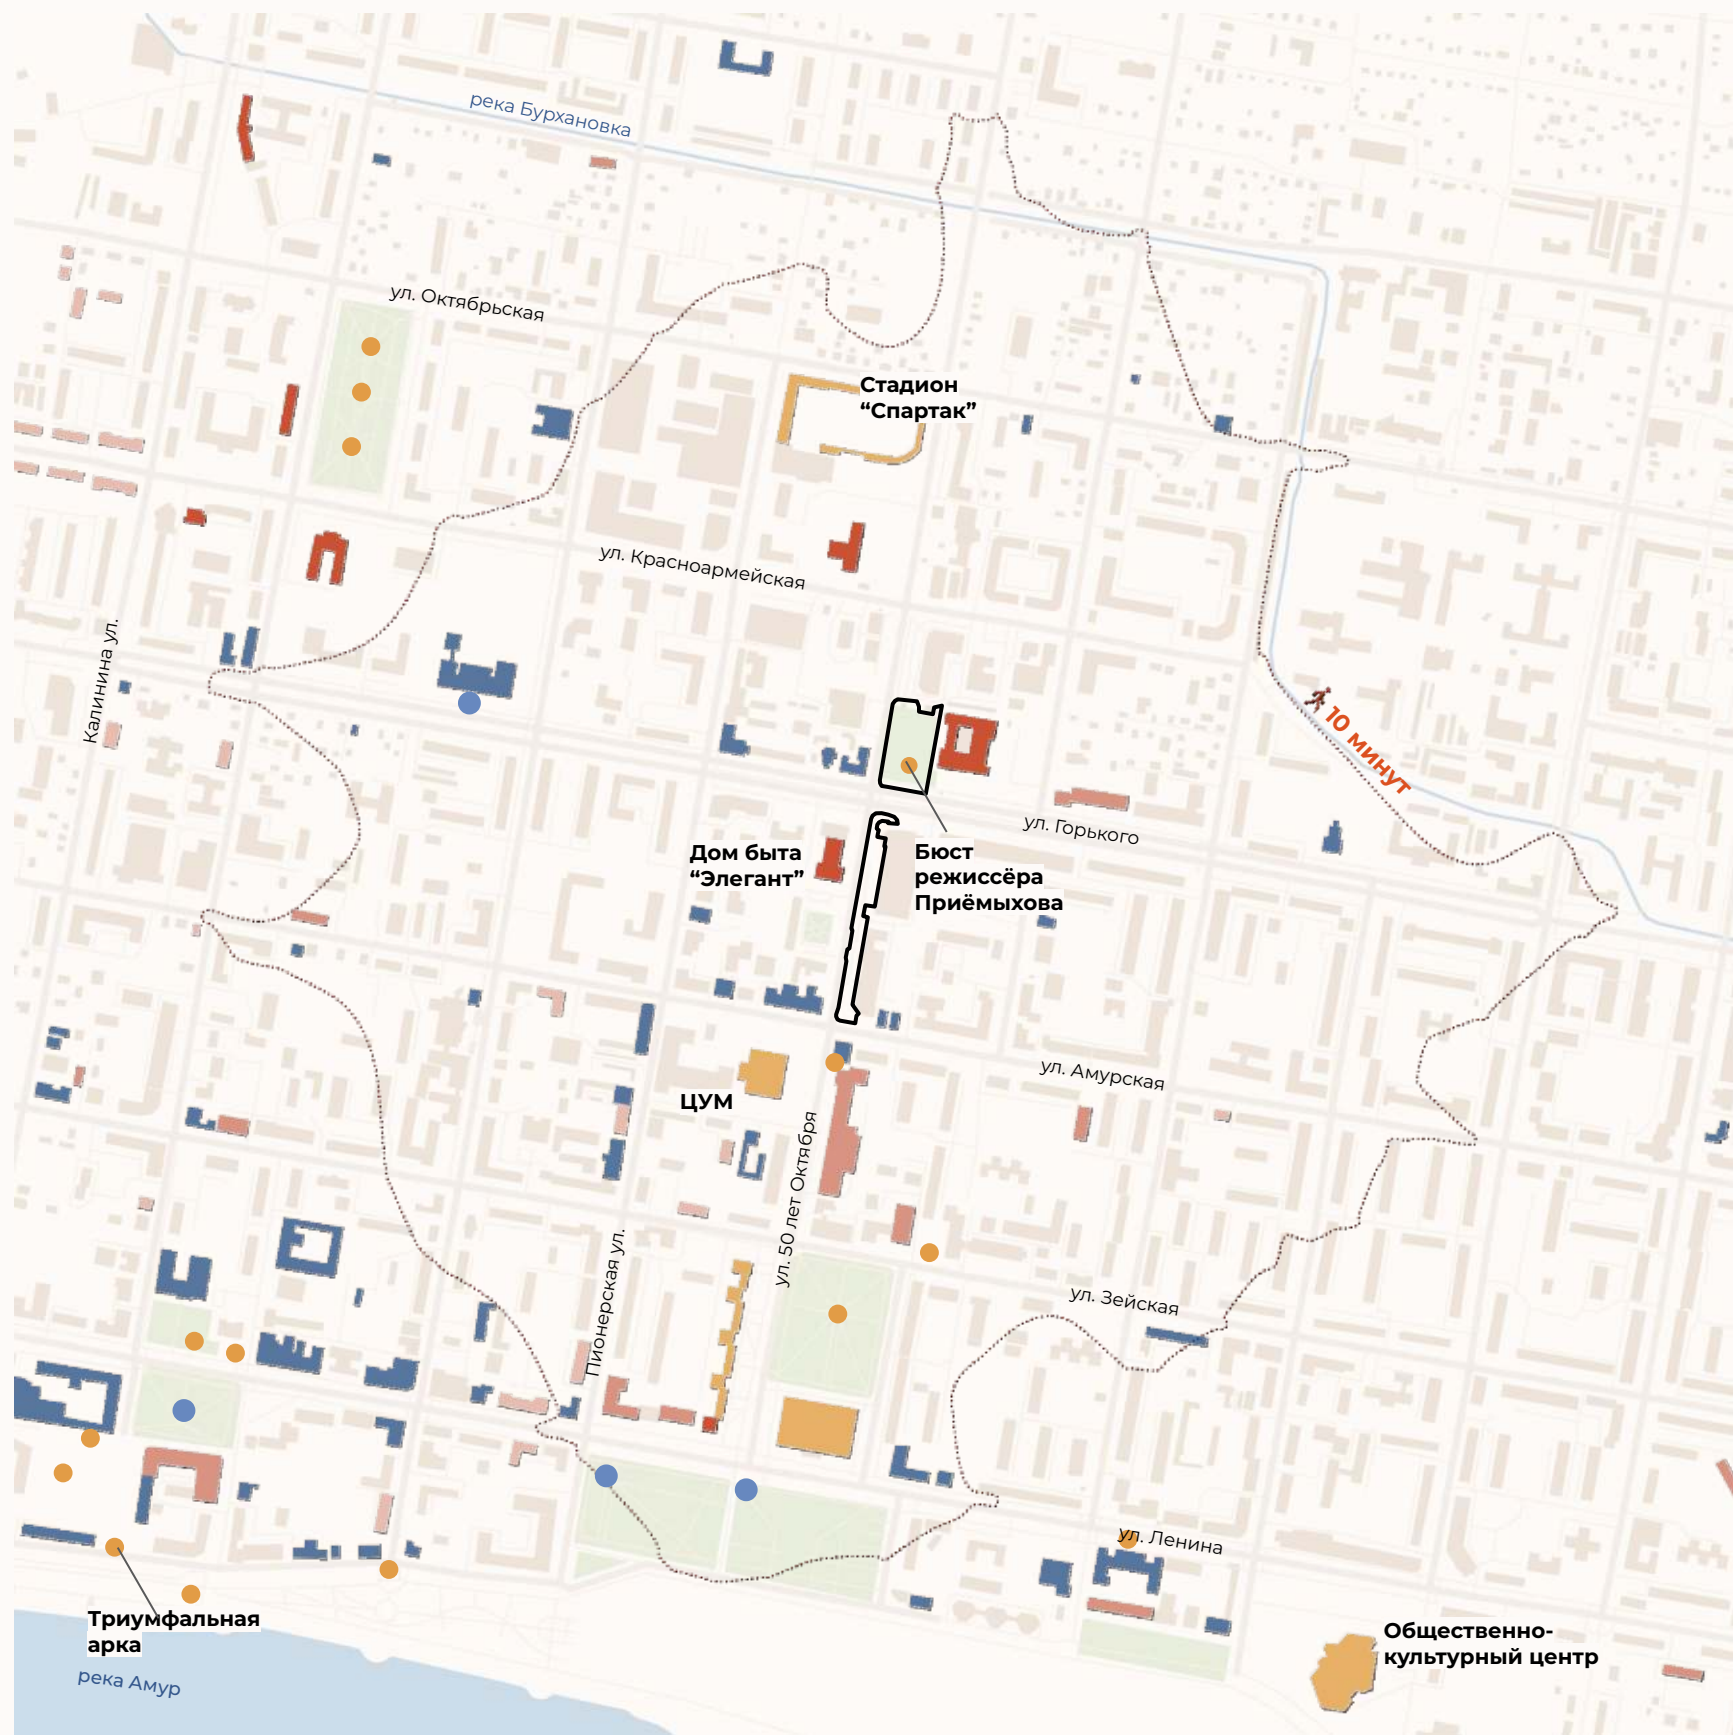 река Бурхановка
ул. Октябрьская
Стадион
“Спартак”
ул. Красноармейская
Калинина ул.
10 минут
ул. Горького
Дом быта
“Элегант”
Бюст
режиссёра
Приёмыхова
ул. Амурская
ЦУМ
ул. 50 лет Октября
Пионерская ул.
ул. Зейская
ул. Ленина
Триумфальная
арка
Общественно-
культурный центр
река Амур